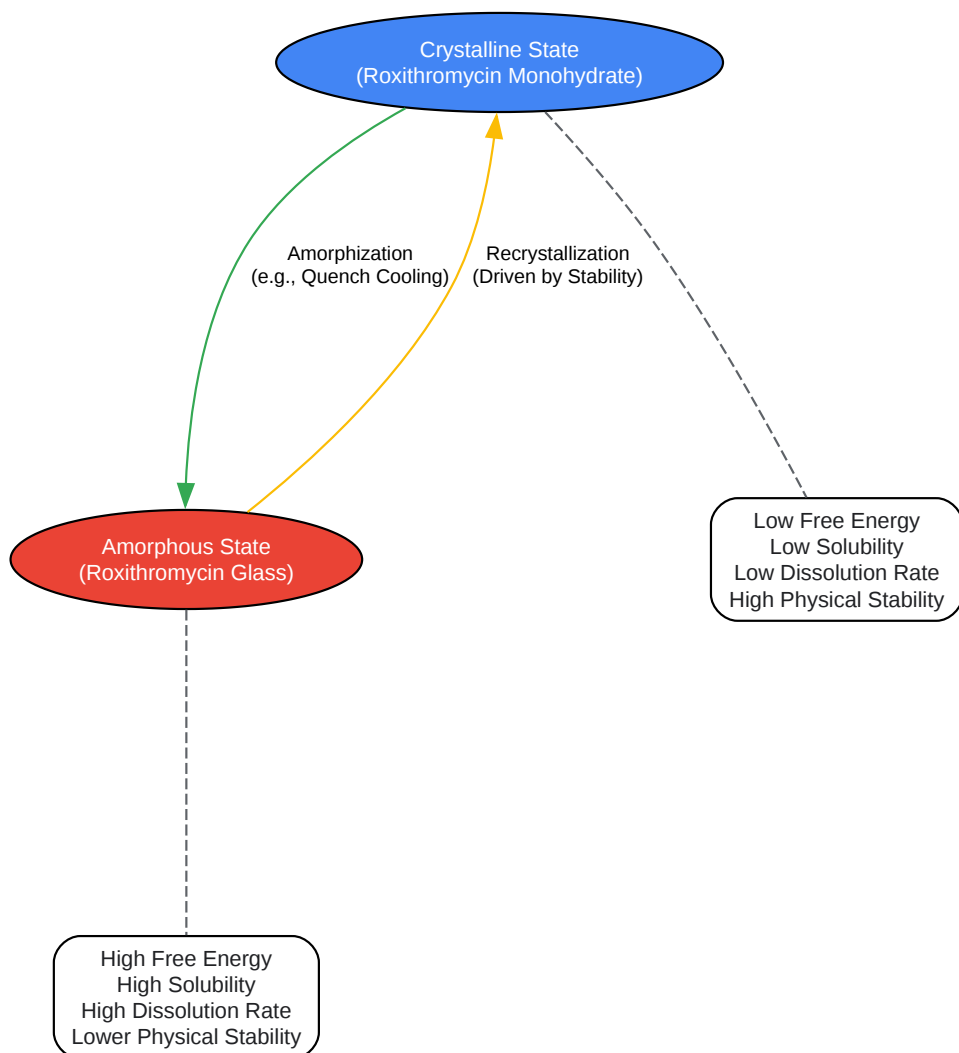 Crystalline State
(Roxithromycin Monohydrate)
Amorphization
(e.g., Quench Cooling)
Recrystallization
(Driven by Stability)
Amorphous State
(Roxithromycin Glass)
Low Free Energy
Low Solubility
Low Dissolution Rate
High Physical Stability
High Free Energy
High Solubility
High Dissolution Rate
Lower Physical Stability